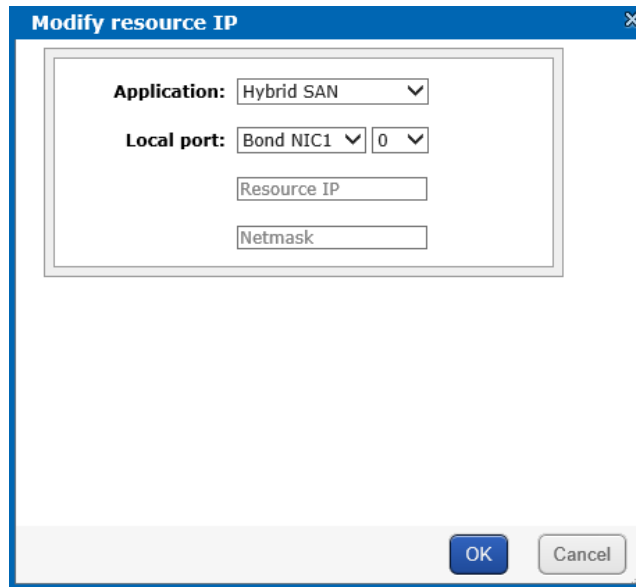 Modify resource IP
Application: Hybrid SAN
Local port: Bond NIC1 0
Resource IP
Netmask
OK Cancel